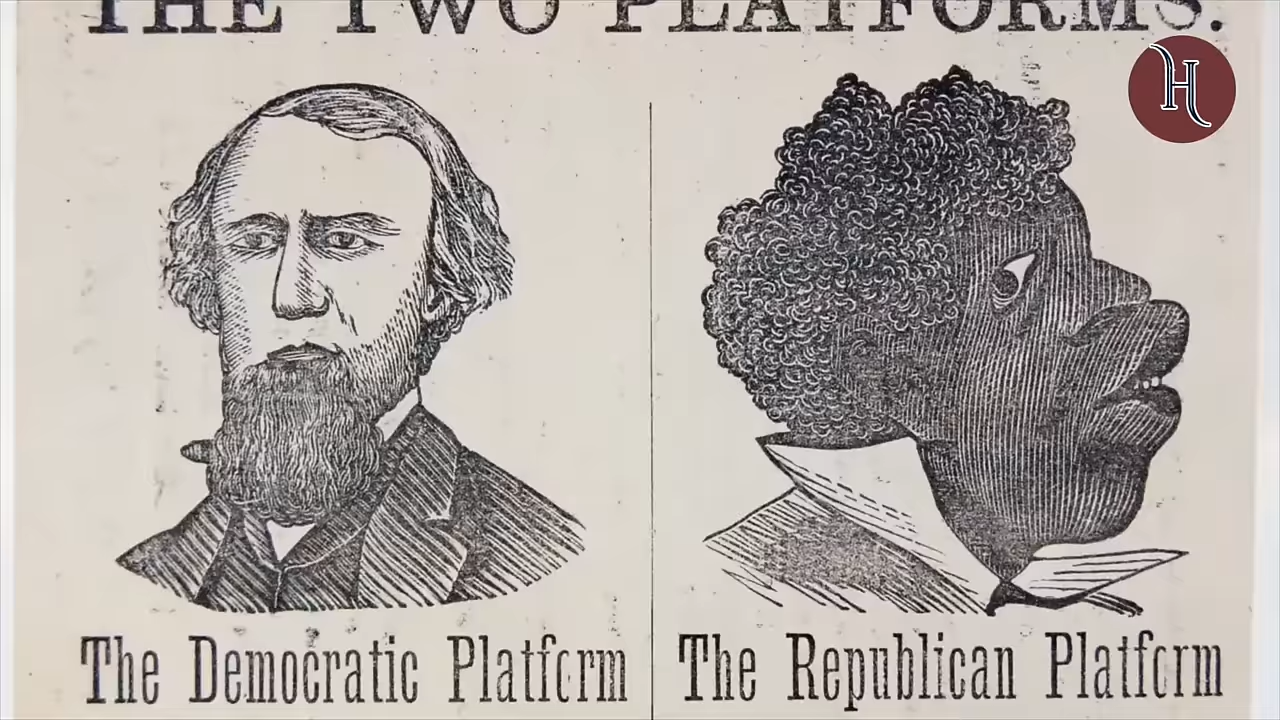 THE TWO PLATFORMS.
H
The Democratic Platform
The Republican Platform